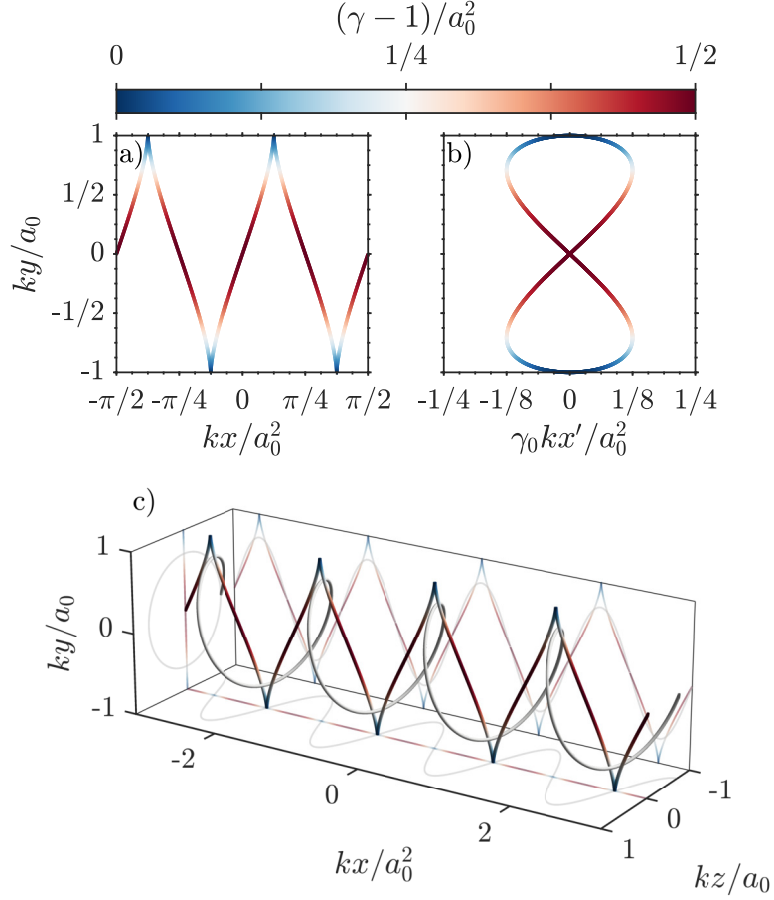 (γ − 1)/a₀²
0 1/4 1/2
a) b)
1
1/2
0
-1/2
-1
ky/a₀
-π/2 -π/4 0 π/4 π/2
kx/a₀²
-1/4 -1/8 0 1/8 1/4
γ₀kx′/a₀²
c)
1
0
-1
ky/a₀
-2
0
2
kx/a₀²
-1
0
1
kz/a₀